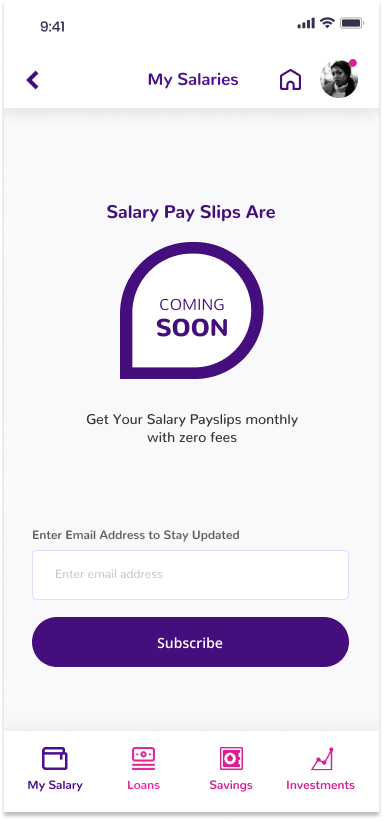 9:41
My Salaries
Salary Pay Slips Are
COMING
SOON
Get Your Salary Payslips monthly
with zero fees
Enter Email Address to Stay Updated
Enter email address
Subscribe
My Salary
Loans
Savings
Investments